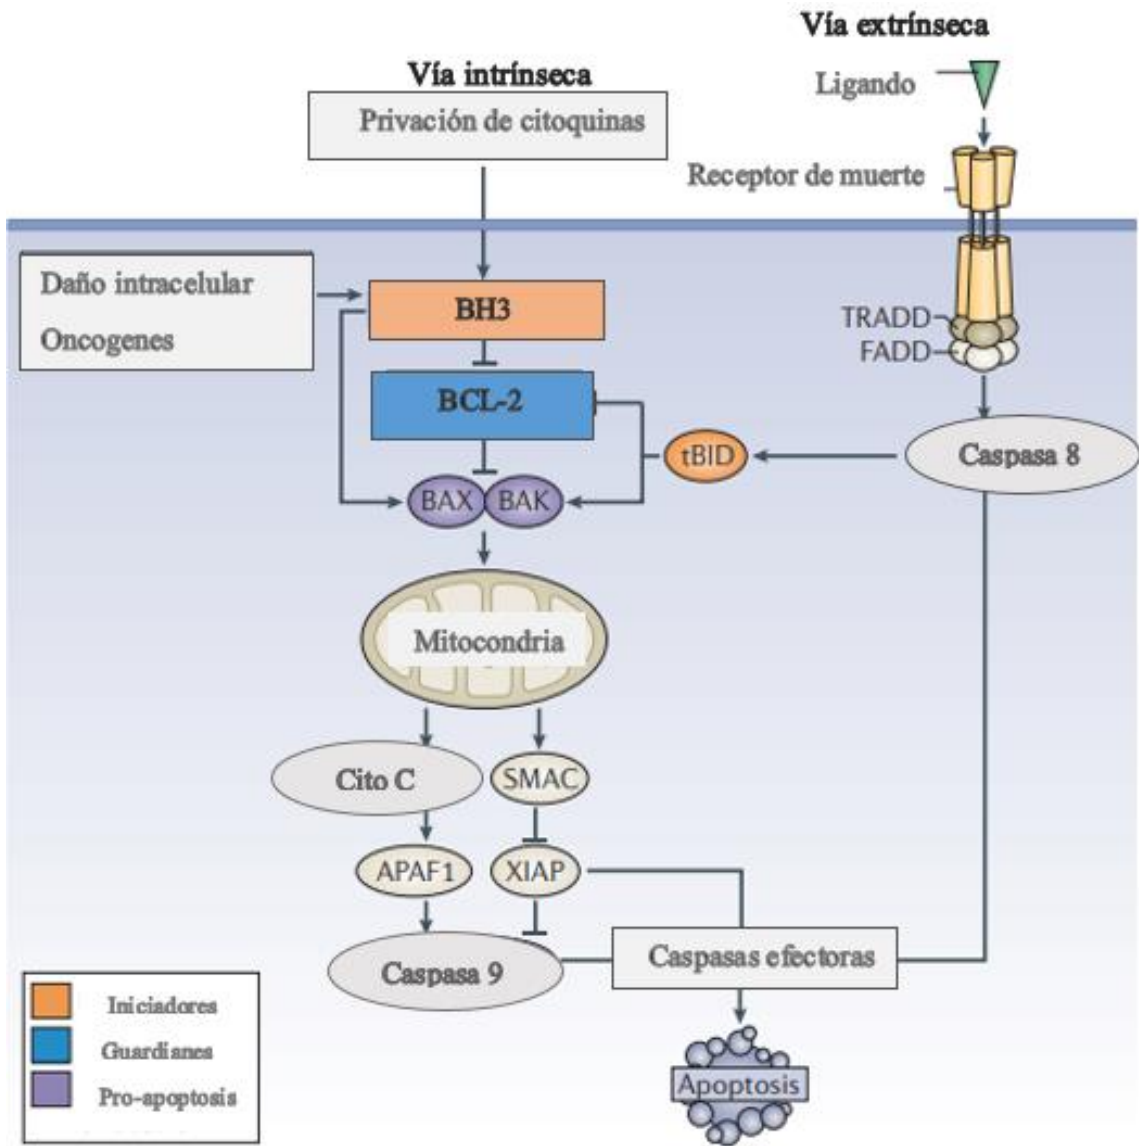 Vía extrínseca
Ligando
Vía intrínseca
Privación de citoquinas
Receptor de muerte
Daño intracelular
Oncogenes
BH3
TRADD
FADD
BCL-2
tBID
Caspasa 8
BAX
BAK
Mitocondria
Cito C
SMAC
APAF1
XIAP
Caspasa 9
Caspasas efectoras
Iniciadores
Guardianes
Pro-apoptosis
Apoptosis